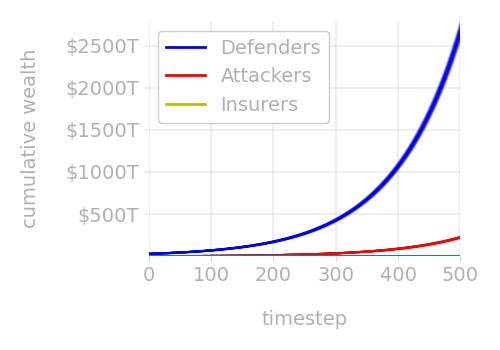 Defenders
Attackers
Insurers
cumulative wealth
$2500T
$2000T
$1500T
$1000T
$500T
0 100 200 300 400 500
timestep